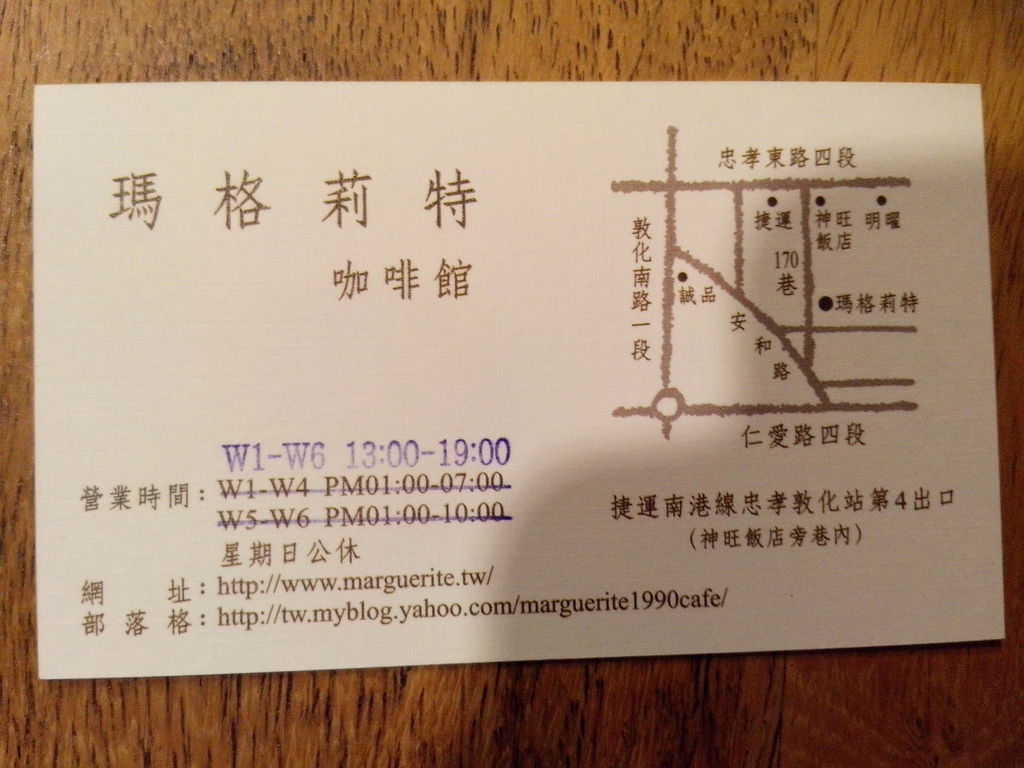 瑪格莉特
咖啡館
W1-W6 13:00-19:00
營業時間：W1-W4 PM01:00-07:00
W5-W6 PM01:00-10:00
星期日公休
網址：http://www.marguerite.tw/
部落格：http://tw.myblog.yahoo.com/marguerite1990cafe/
忠孝東路四段
敦化南路一段
捷運
神旺飯店
明曜
170巷
誠品
瑪格莉特
安和路
仁愛路四段
捷運南港線忠孝敦化站第4出口
（神旺飯店旁巷內）